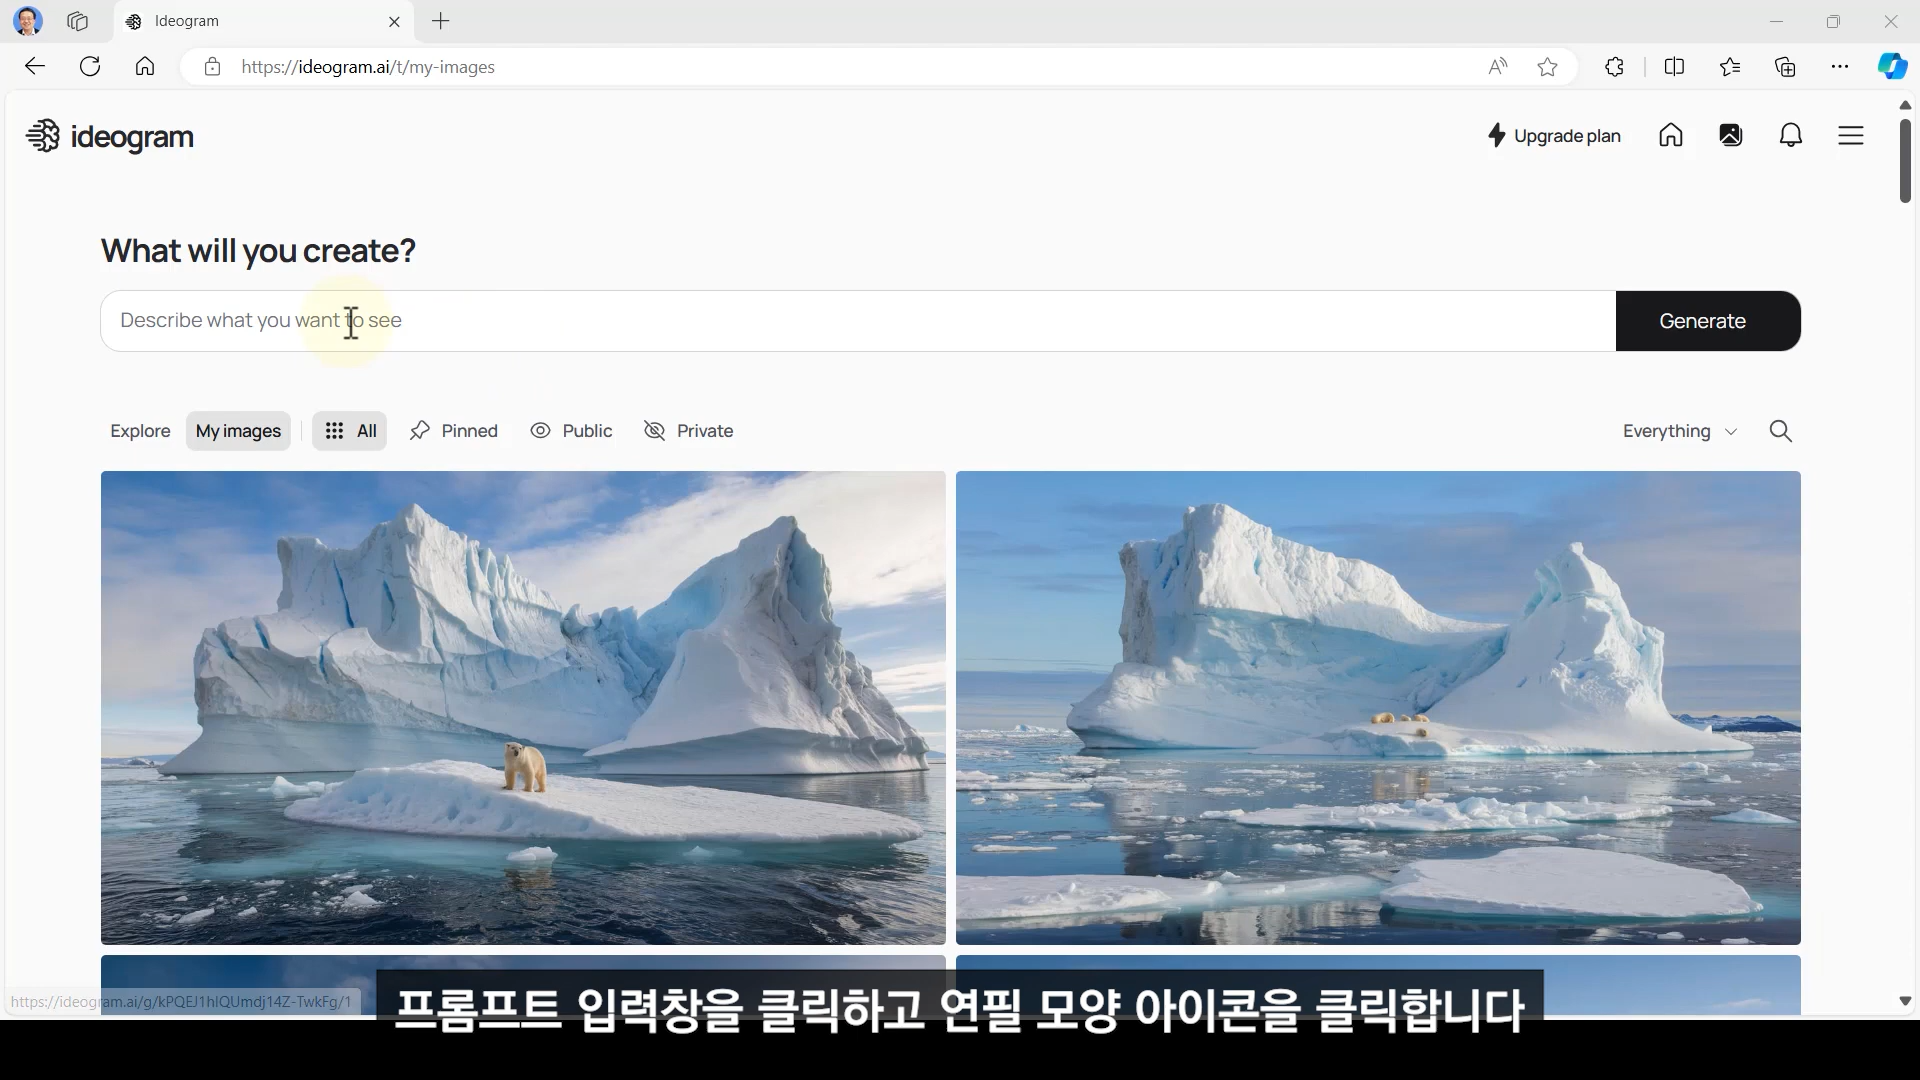 Ideogram
https://ideogram.ai/t/my-images
ideogram
Upgrade plan
What will you create?
Describe what you want to see
Generate
Explore My images All Pinned Public Private Everything
https://ideogram.ai/g/kPQEJ1hlQUmdj14Z-TwkFg/1
프롬프트 입력창을 클릭하고 연필 모양 아이콘을 클릭합니다